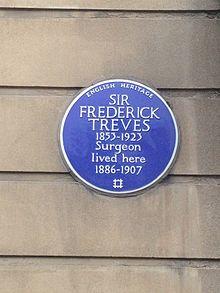 ENGLISH HERITAGE
SIR
FREDERICK
TREVES
1853-1923
Surgeon
lived here
1886-1907